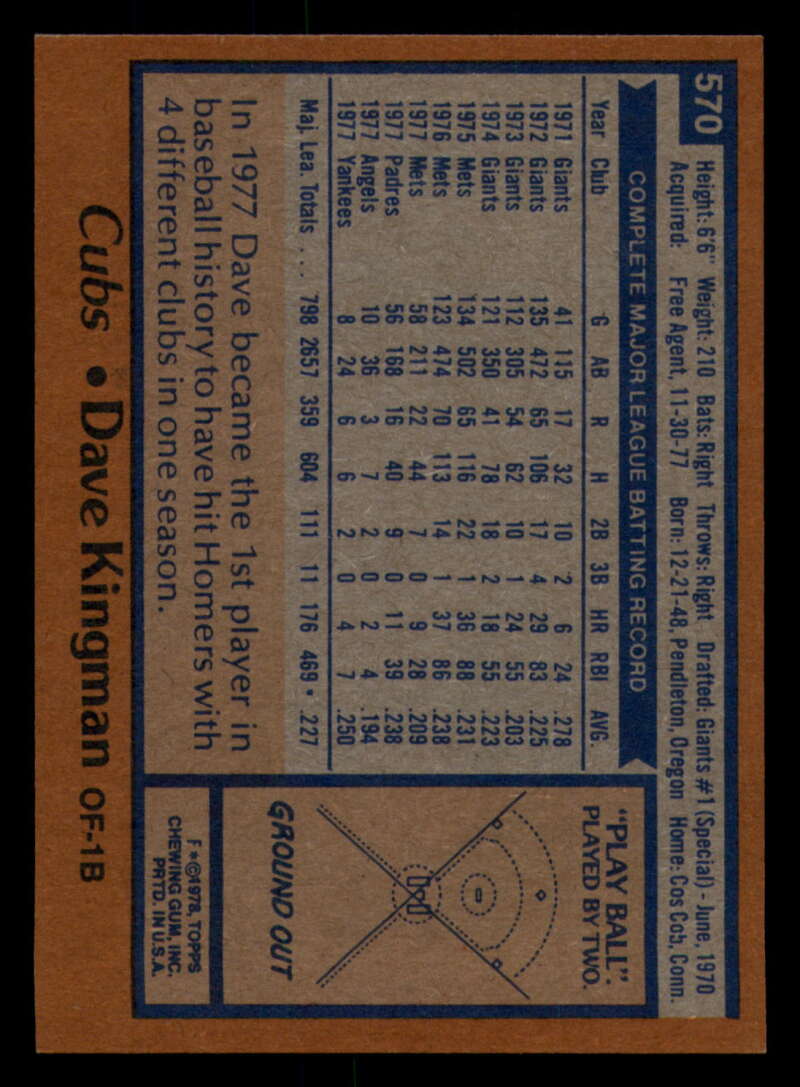 570
Height: 6'6" Weight: 210 Bats: Right Throws: Right Drafted: Giants #1 (Special) - June, 1970
Acquired: Free Agent, 11-30-77 Born: 12-21-48, Pendleton, Oregon Home: Cos Cob, Conn.
COMPLETE MAJOR LEAGUE BATTING RECORD
Year Club G AB R H 2B 3B HR RBI AVG.
1971 Giants 41 115 17 32 10 2 6 24 .278
1972 Giants 135 472 65 106 17 4 29 83 .225
1973 Giants 112 305 54 62 10 1 24 55 .203
1974 Giants 121 350 41 78 18 2 18 55 .223
1975 Mets 134 502 65 116 22 1 36 88 .231
1976 Mets 123 474 70 113 14 1 37 86 .238
1977 Mets 58 211 22 44 7 0 9 28 .209
1977 Padres 56 168 16 40 9 0 11 39 .238
1977 Angels 10 36 3 7 2 0 2 4 .194
1977 Yankees 8 24 6 6 2 0 4 7 .250
Maj. Lea. Totals ... 798 2657 359 604 111 11 176 469 .227
In 1977 Dave became the 1st player in
baseball history to have hit Homers with
4 different clubs in one season.
"PLAY BALL".
PLAYED BY TWO.
GROUND OUT
F*©1978, TOPPS
CHEWING GUM, INC.
PRTD. IN U.S.A.
Cubs • Dave Kingman OF-1B